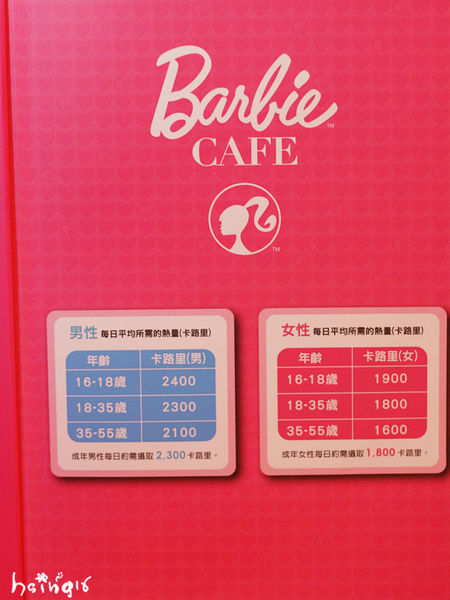 Barbie™
CAFE
™
男性 每日平均所需的熱量(卡路里)
年齡 卡路里(男)
16-18歲 2400
18-35歲 2300
35-55歲 2100
成年男性每日約需攝取 2,300 卡路里。
女性 每日平均所需的熱量(卡路里)
年齡 卡路里(女)
16-18歲 1900
18-35歲 1800
35-55歲 1600
成年女性每日約需攝取 1,800 卡路里。
hsing16